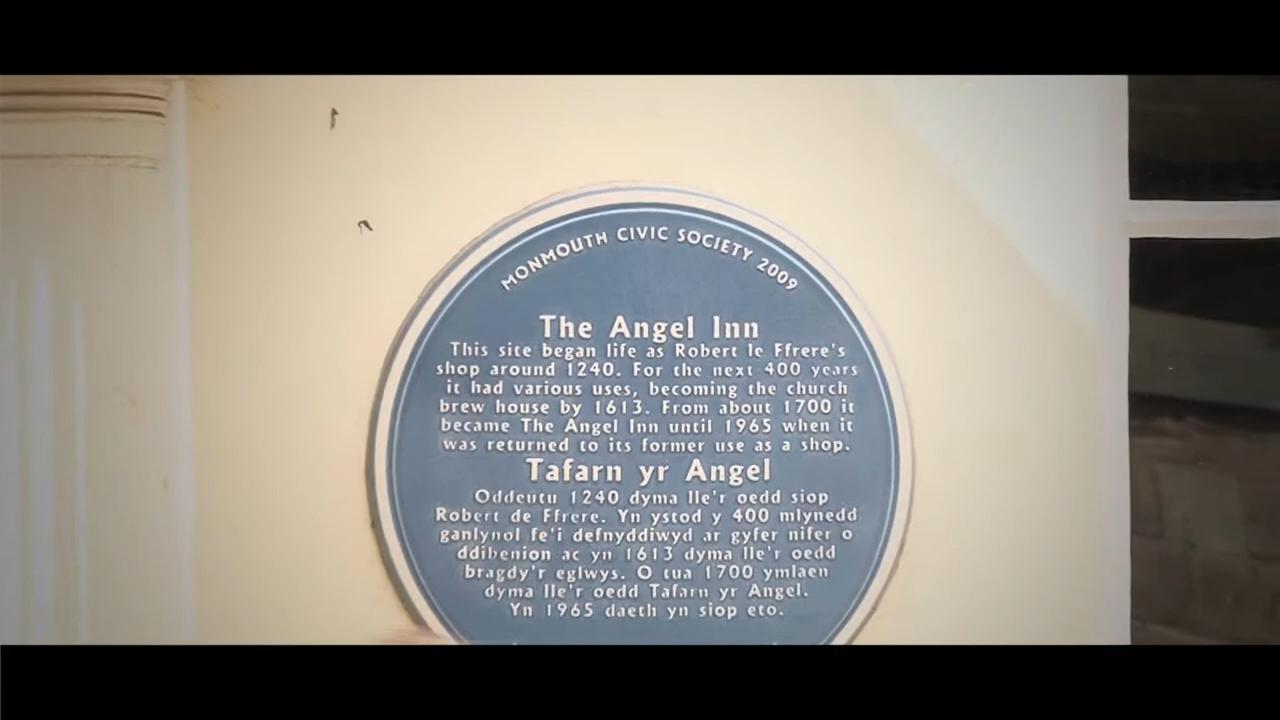 MONMOUTH CIVIC SOCIETY 2009
The Angel Inn
This site began life as Robert le Ffrere's
shop around 1240. For the next 400 years
it had various uses, becoming the church
brew house by 1613. From about 1700 it
became The Angel Inn until 1965 when it
was returned to its former use as a shop.
Tafarn yr Angel
Oddeutu 1240 dyma lle'r oedd siop
Robert de Ffrere. Yn ystod y 400 mlynedd
ganlynol fe'i defnyddiwyd ar gyfer nifer o
ddibenion ac yn 1613 dyma lle'r oedd
bragdy'r eglwys. O tua 1700 ymlaen
dyma lle'r oedd Tafarn yr Angel.
Yn 1965 daeth yn siop eto.